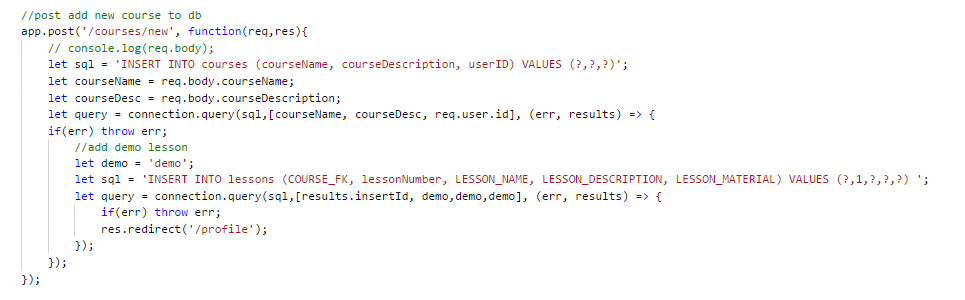 //post add new course to db
app.post('/courses/new', function(req,res){
    // console.log(req.body);
    let sql = 'INSERT INTO courses (courseName, courseDescription, userID) VALUES (?,?,?)';
    let courseName = req.body.courseName;
    let courseDesc = req.body.courseDescription;
    let query = connection.query(sql,[courseName, courseDesc, req.user.id], (err, results) => {
    if(err) throw err;
        //add demo lesson
        let demo = 'demo';
        let sql = 'INSERT INTO lessons (COURSE_FK, lessonNumber, LESSON_NAME, LESSON_DESCRIPTION, LESSON_MATERIAL) VALUES (?,1,?,?,?) ';
        let query = connection.query(sql,[results.insertId, demo,demo,demo], (err, results) => {
            if(err) throw err;
            res.redirect('/profile');
        });
    });
});